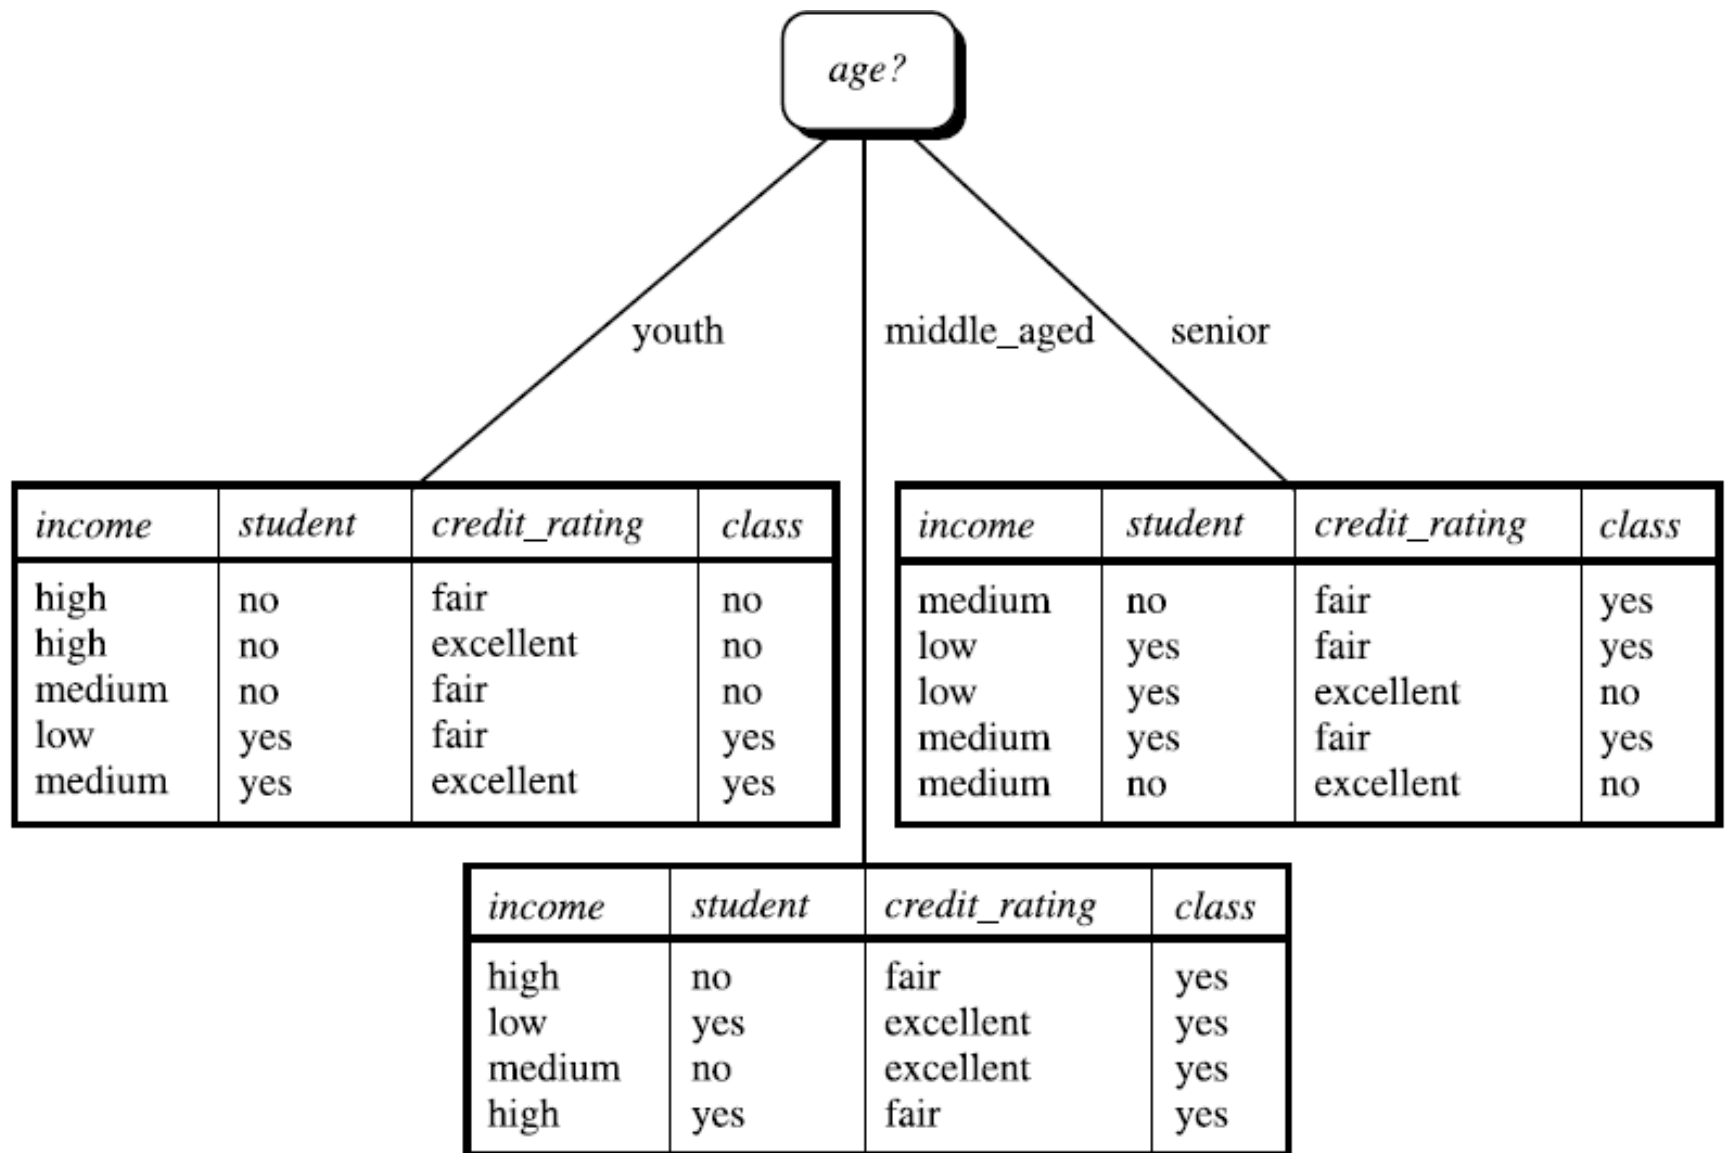 age?
youth middle_aged senior
income student credit_rating class
high no fair no
high no excellent no
medium no fair no
low yes fair yes
medium yes excellent yes
income student credit_rating class
medium no fair yes
low yes fair yes
low yes excellent no
medium yes fair yes
medium no excellent no
income student credit_rating class
high no fair yes
low yes excellent yes
medium no excellent yes
high yes fair yes